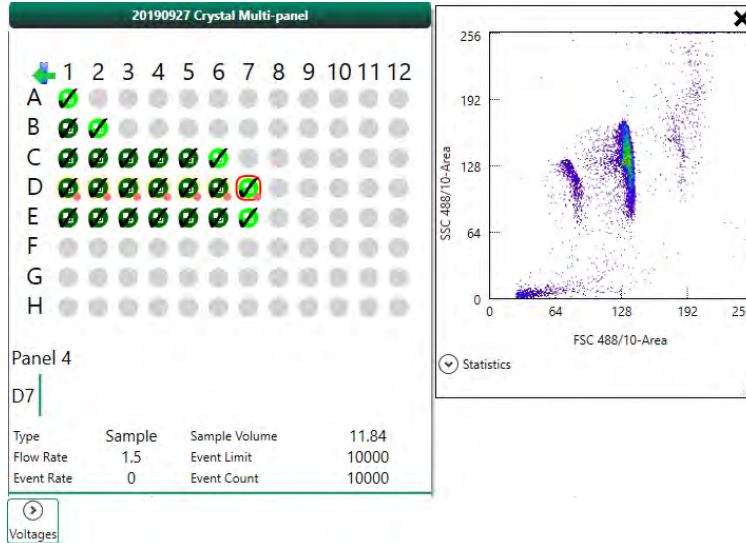 20190927 Crystal Multi-panel
1 2 3 4 5 6 7 8 9 10 11 12
A
B
C
D
E
F
G
H
Panel 4
D7
Type Sample Sample Volume 11.84
Flow Rate 1.5 Event Limit 10000
Event Rate 0 Event Count 10000
Voltages
256
192
128
64
0
SSC 488/10-Area
0 64 128 192
FSC 488/10-Area
Statistics